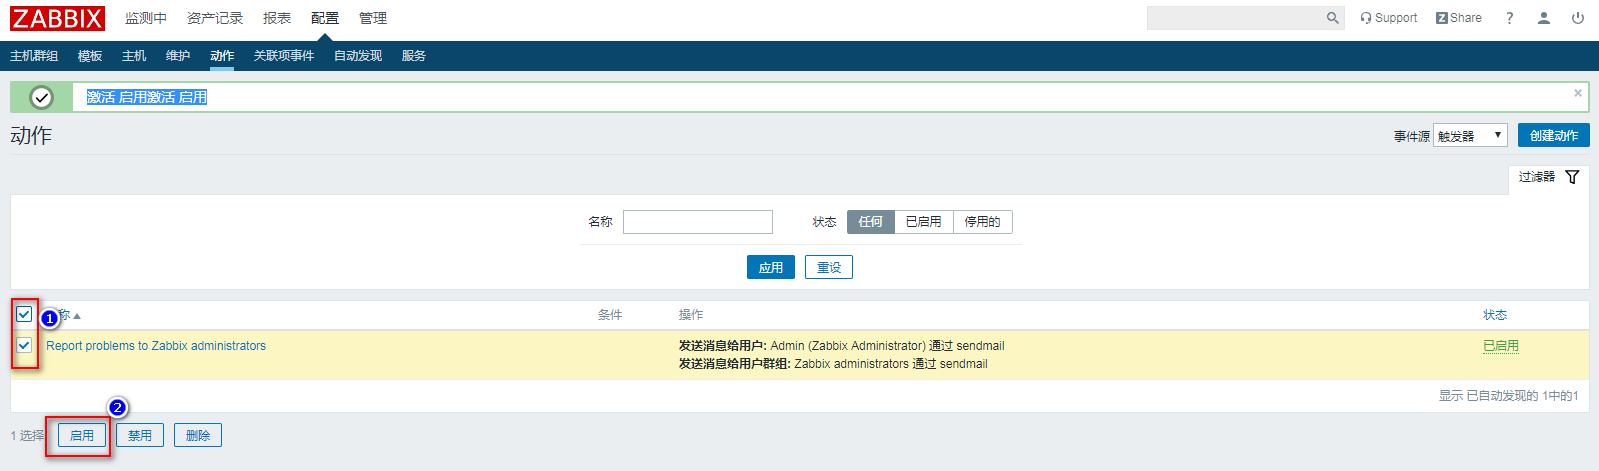 ZABBIX 监测中 资产记录 报表 配置 管理 Support Z Share ?
主机群组 模板 主机 维护 动作 关联项事件 自动发现 服务
激活 启用激活 启用 ×
动作 事件源 触发器 创建动作
过滤器
名称 状态 任何 已启用 停用的
应用 重设
1 称 条件 操作 状态
Report problems to Zabbix administrators 发送消息给用户: Admin (Zabbix Administrator) 通过 sendmail 已启用
发送消息给用户群组: Zabbix administrators 通过 sendmail
显示 已自动发现的 1中的1
2
1 选择 启用 禁用 删除